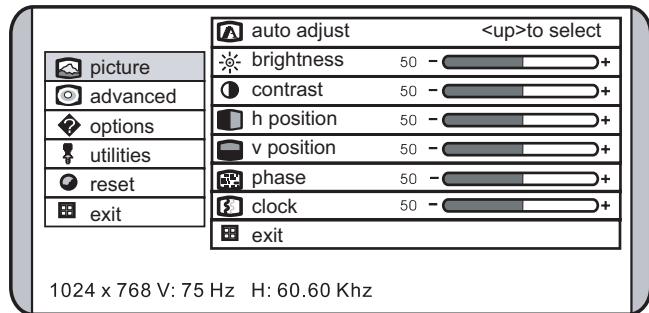 auto adjust <up>to select
picture
advanced
options
utilities
reset
exit
brightness 50 - +
contrast 50 - +
h position 50 - +
v position 50 - +
phase 50 - +
clock 50 - +
exit
1024 x 768 V: 75 Hz H: 60.60 Khz